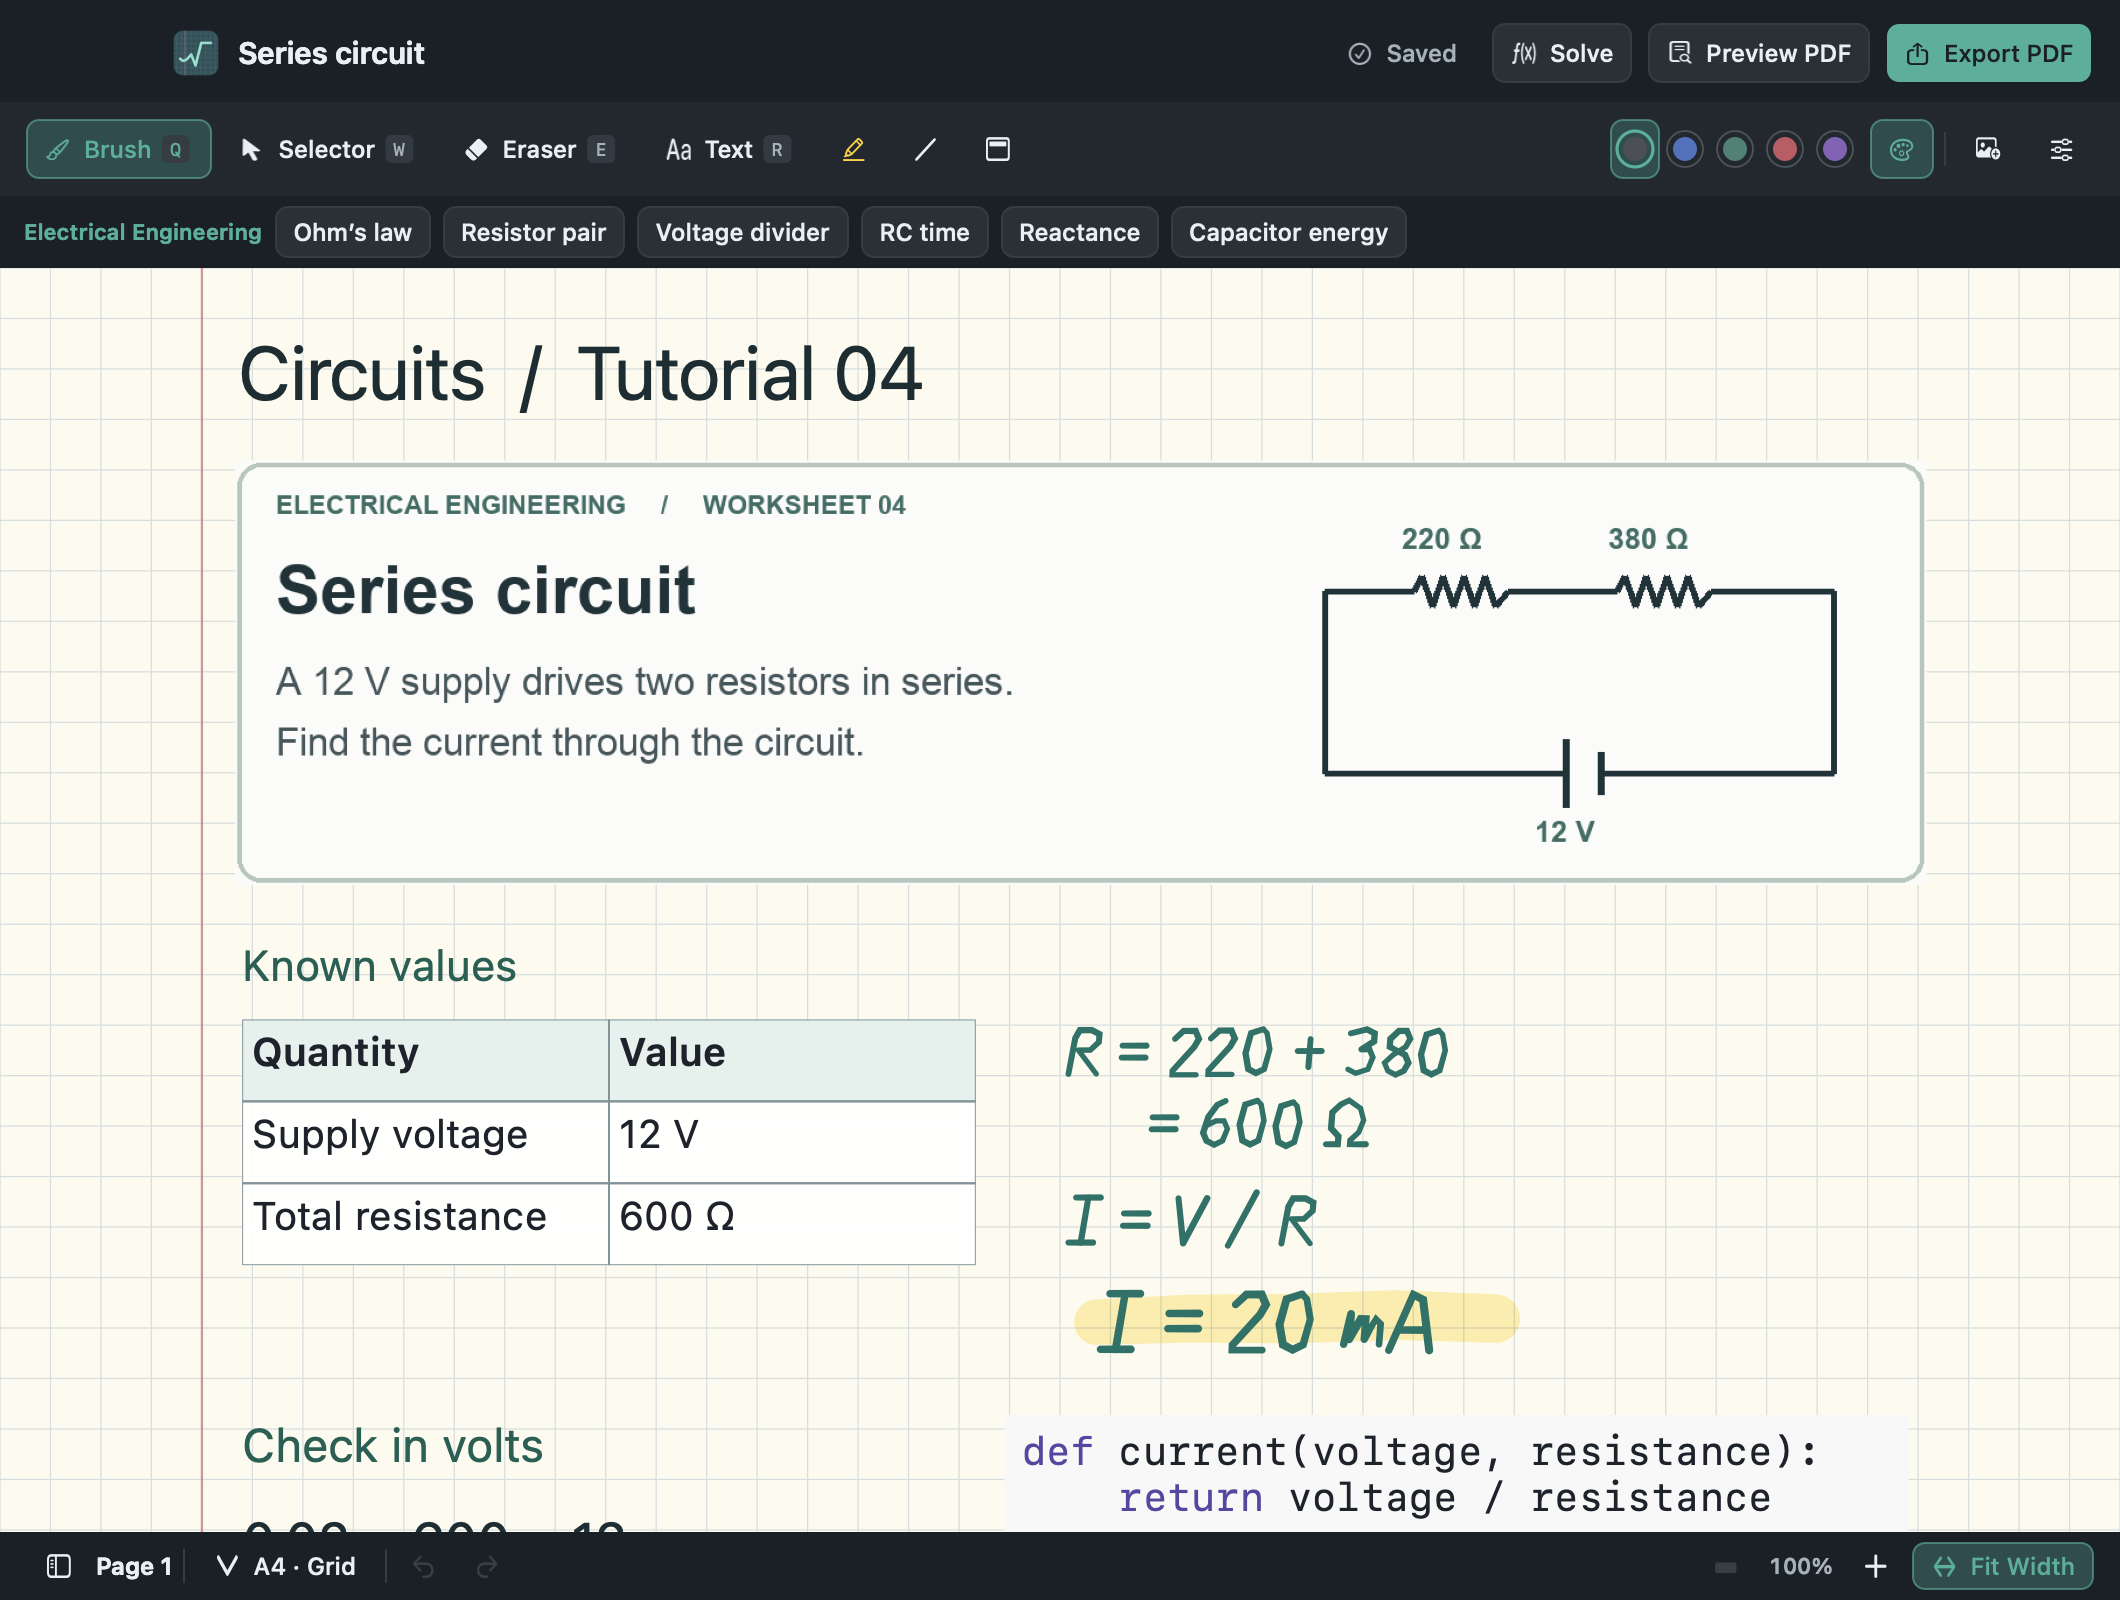 Series circuit
Saved
f(x) Solve
Preview PDF
Export PDF
Brush Q
Selector W
Eraser E
Aa Text R
Electrical Engineering
Ohm’s law
Resistor pair
Voltage divider
RC time
Reactance
Capacitor energy
Circuits / Tutorial 04
ELECTRICAL ENGINEERING / WORKSHEET 04
Series circuit
A 12 V supply drives two resistors in series.
Find the current through the circuit.
220 Ω 380 Ω
12 V
Known values
Quantity Value
Supply voltage 12 V
Total resistance 600 Ω
R = 220 + 380
= 600 Ω
I = V / R
I = 20 mA
Check in volts
def current(voltage, resistance):
return voltage / resistance
Page 1
A4 · Grid
100%
Fit Width